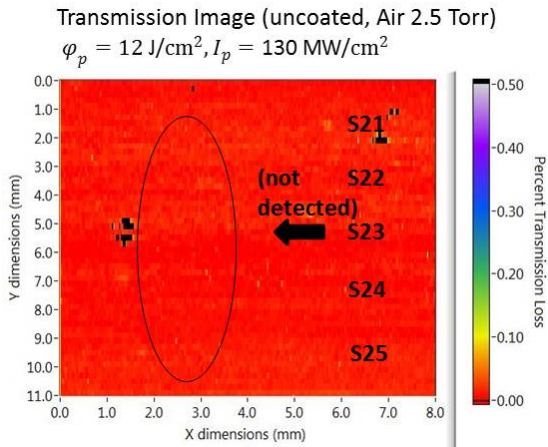 Transmission Image (uncoated, Air 2.5 Torr)
φp = 12 J/cm², Ip = 130 MW/cm²
0.0
1.0
2.0
3.0
4.0
5.0
6.0
7.0
8.0
9.0
10.0
11.0
Y dimensions (mm)
S21
S22
(not
detected)
S23
S24
S25
0.0 1.0 2.0 3.0 4.0 5.0 6.0 7.0 8.0
X dimensions (mm)
-0.50
-0.40
-0.30
-0.20
-0.10
-0.00
Percent Transmission Loss